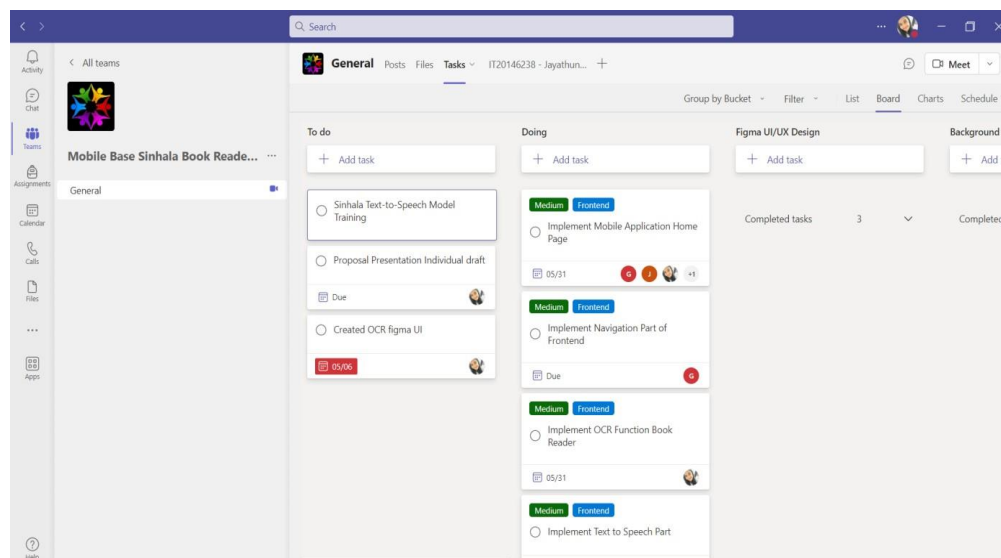 Search
Activity
Chat
Teams
Assignments
Calendar
Calls
Files
Apps
Help
All teams
Mobile Base Sinhala Book Reade...
General
General Posts Files Tasks IT20146238 - Jayathun...
Meet
Group by Bucket Filter List Board Charts Schedule
To do
Add task
Sinhala Text-to-Speech Model
Training
Proposal Presentation Individual draft
Due
Created OCR figma UI
05/06
Doing
Add task
Medium Frontend
Implement Mobile Application Home
Page
05/31 G J +1
Medium Frontend
Implement Navigation Part of
Frontend
Due G
Medium Frontend
Implement OCR Function Book
Reader
05/31
Medium Frontend
Implement Text to Speech Part
Figma UI/UX Design
Add task
Completed tasks 3
Background
Add
Completed